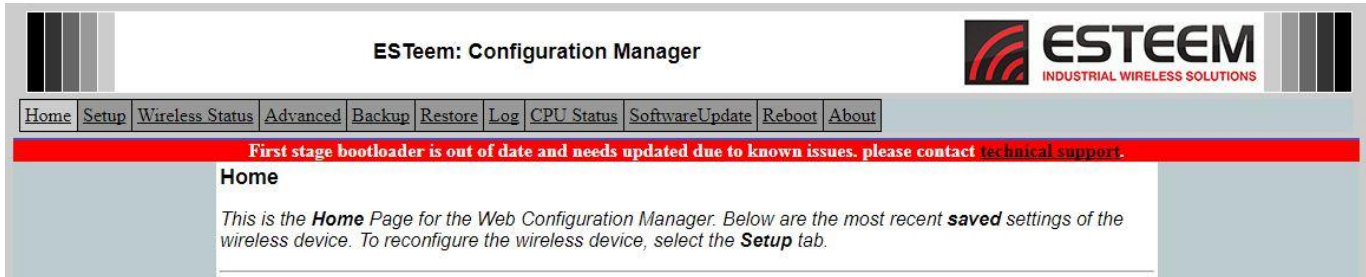 ESTeem: Configuration Manager
ESTEEM
INDUSTRIAL WIRELESS SOLUTIONS
Home Setup Wireless Status Advanced Backup Restore Log CPU Status SoftwareUpdate Reboot About
First stage bootloader is out of date and needs updated due to known issues. please contact technical support.
Home
This is the Home Page for the Web Configuration Manager. Below are the most recent saved settings of the
wireless device. To reconfigure the wireless device, select the Setup tab.